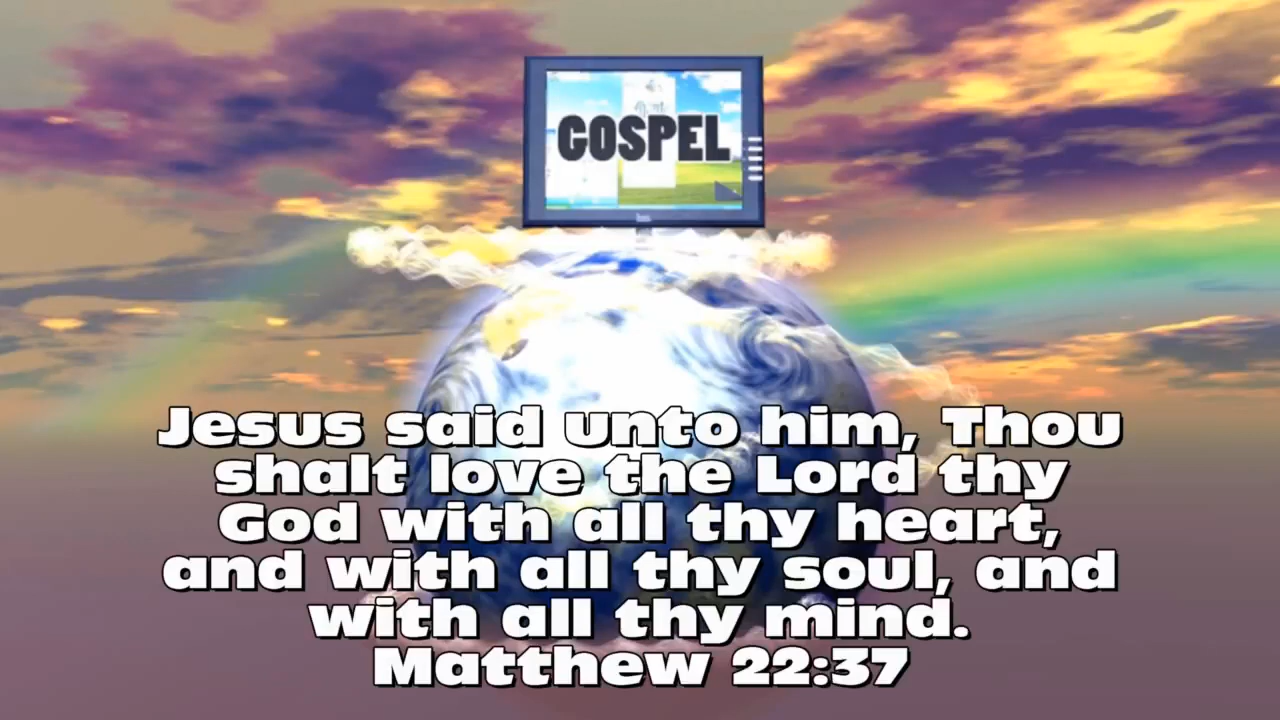 GOSPEL
Jesus said unto him, Thou
shalt love the Lord thy
God with all thy heart,
and with all thy soul, and
with all thy mind.
Matthew 22:37